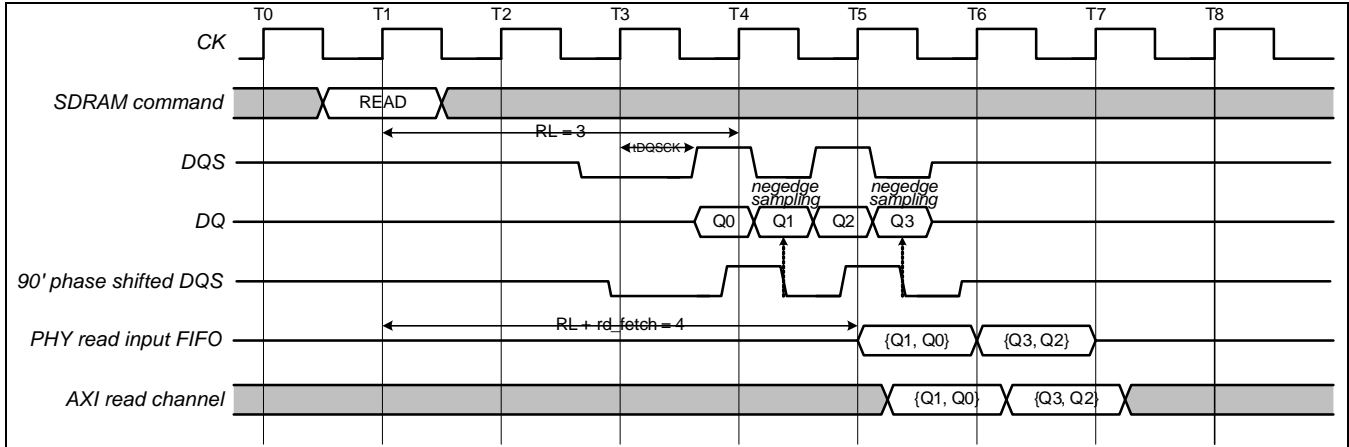 T0 T1 T2 T3 T4 T5 T6 T7 T8
CK
SDRAM command READ
RL = 3
tDQSCK
DQS
negedge sampling negedge sampling
DQ Q0 Q1 Q2 Q3
90' phase shifted DQS
RL + rd_fetch = 4
PHY read input FIFO {Q1, Q0} {Q3, Q2}
AXI read channel {Q1, Q0} {Q3, Q2}